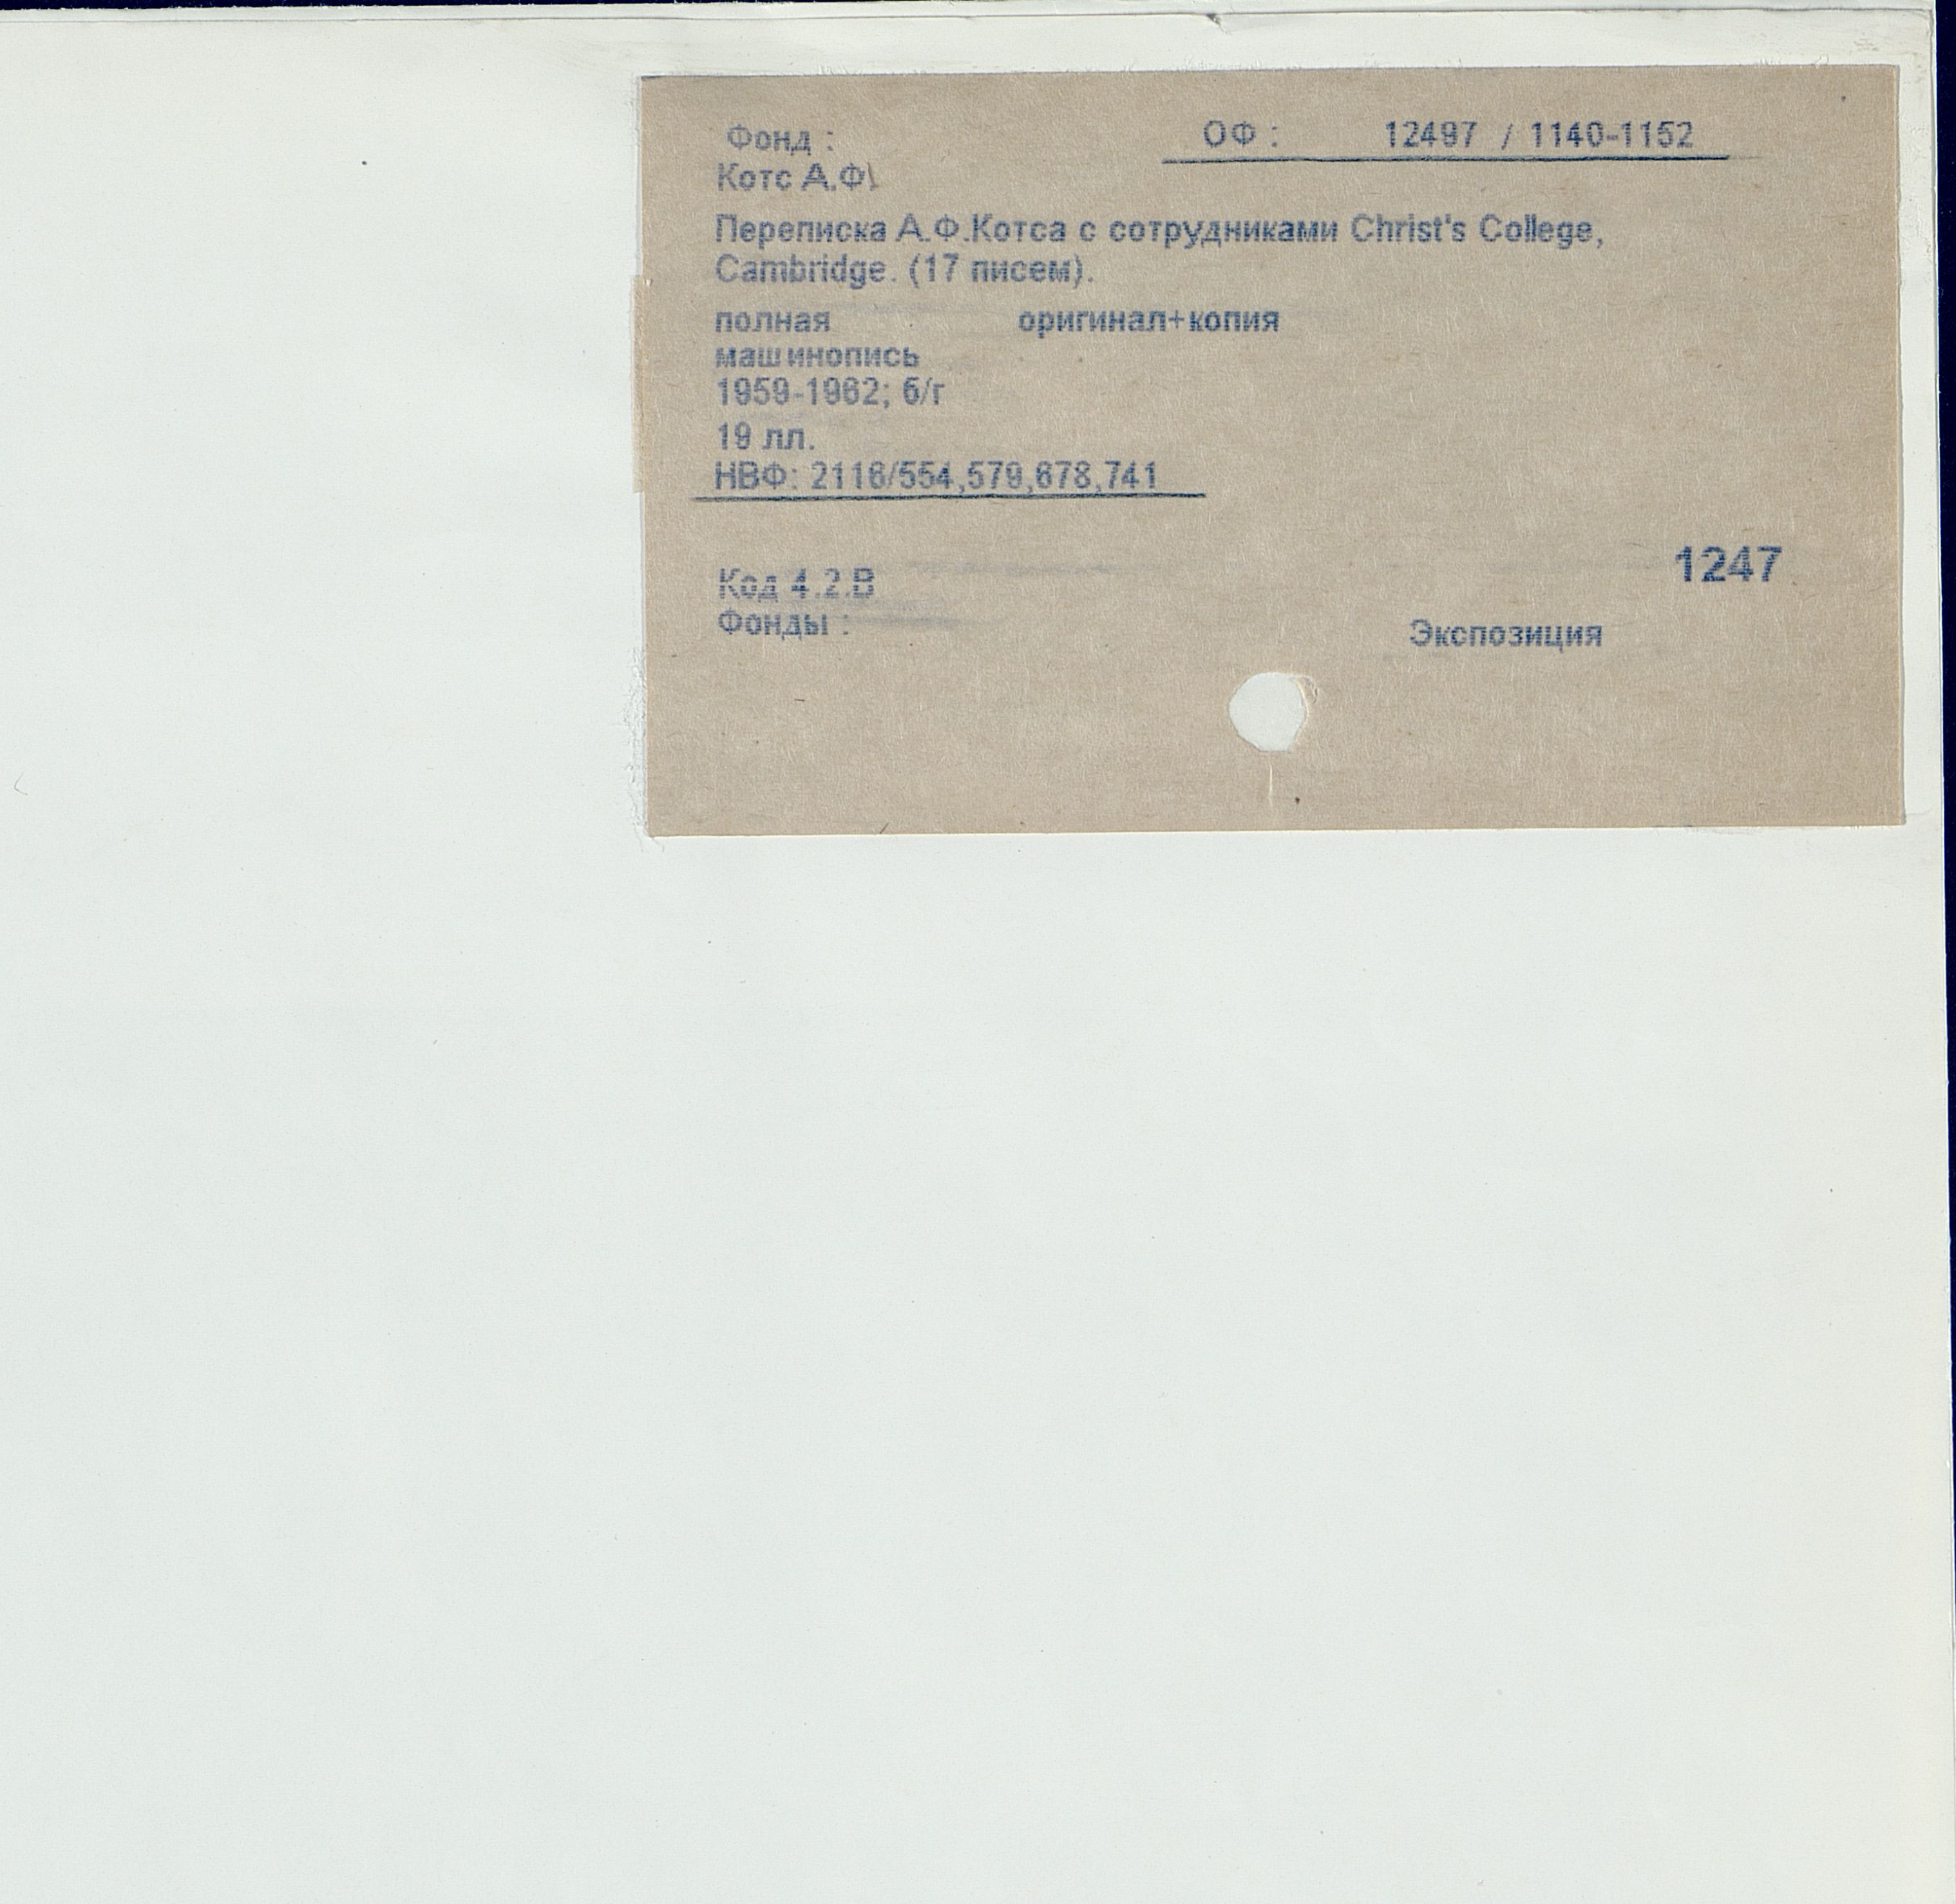 Фонд :
ОФ : 12497 / 1140-1152
Котс А.Ф.
Переписка А.Ф.Котса с сотрудниками Christ's College,
Cambridge. (17 писем).
полная оригинал+копия
машинопись
1959-1962; б/г
19 лл.
НВФ: 2116/554,579,678,741
1247
Код 4.2.В
Фонды :
Экспозиция